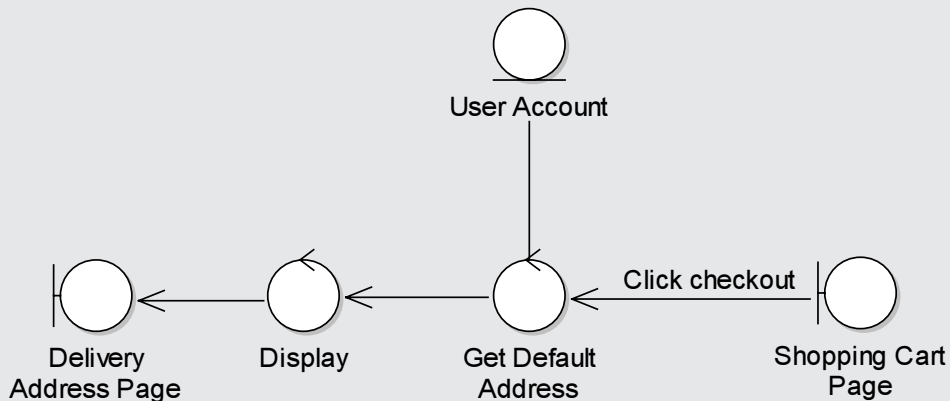 User Account
Click checkout
Delivery
Address Page
Display
Get Default
Address
Shopping Cart
Page